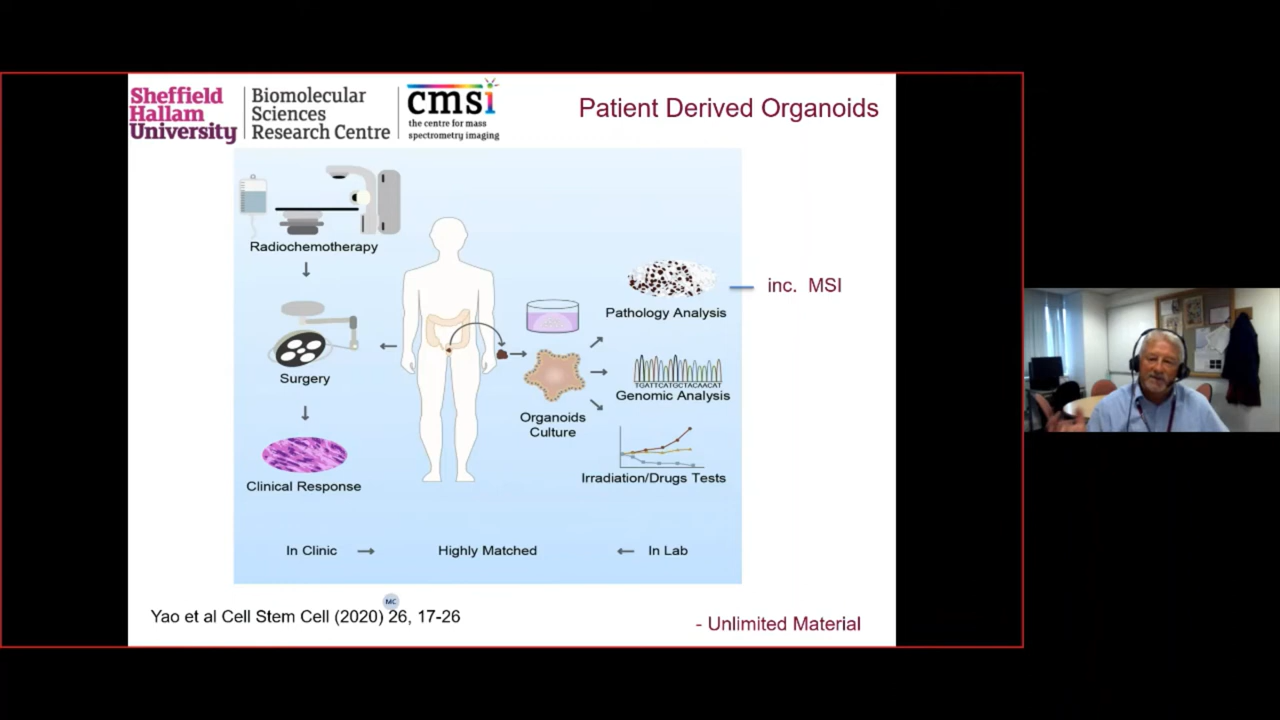 Sheffield
Hallam
University
Biomolecular
Sciences
Research Centre
cmsi
the centre for mass
spectrometry imaging
Patient Derived Organoids
Radiochemotherapy
Surgery
Clinical Response
Organoids
Culture
Pathology Analysis
inc. MSI
TGATTCATGCTACAACAT
Genomic Analysis
Irradiation/Drugs Tests
In Clinic
Highly Matched
In Lab
MC
Yao et al Cell Stem Cell (2020) 26, 17-26
- Unlimited Material